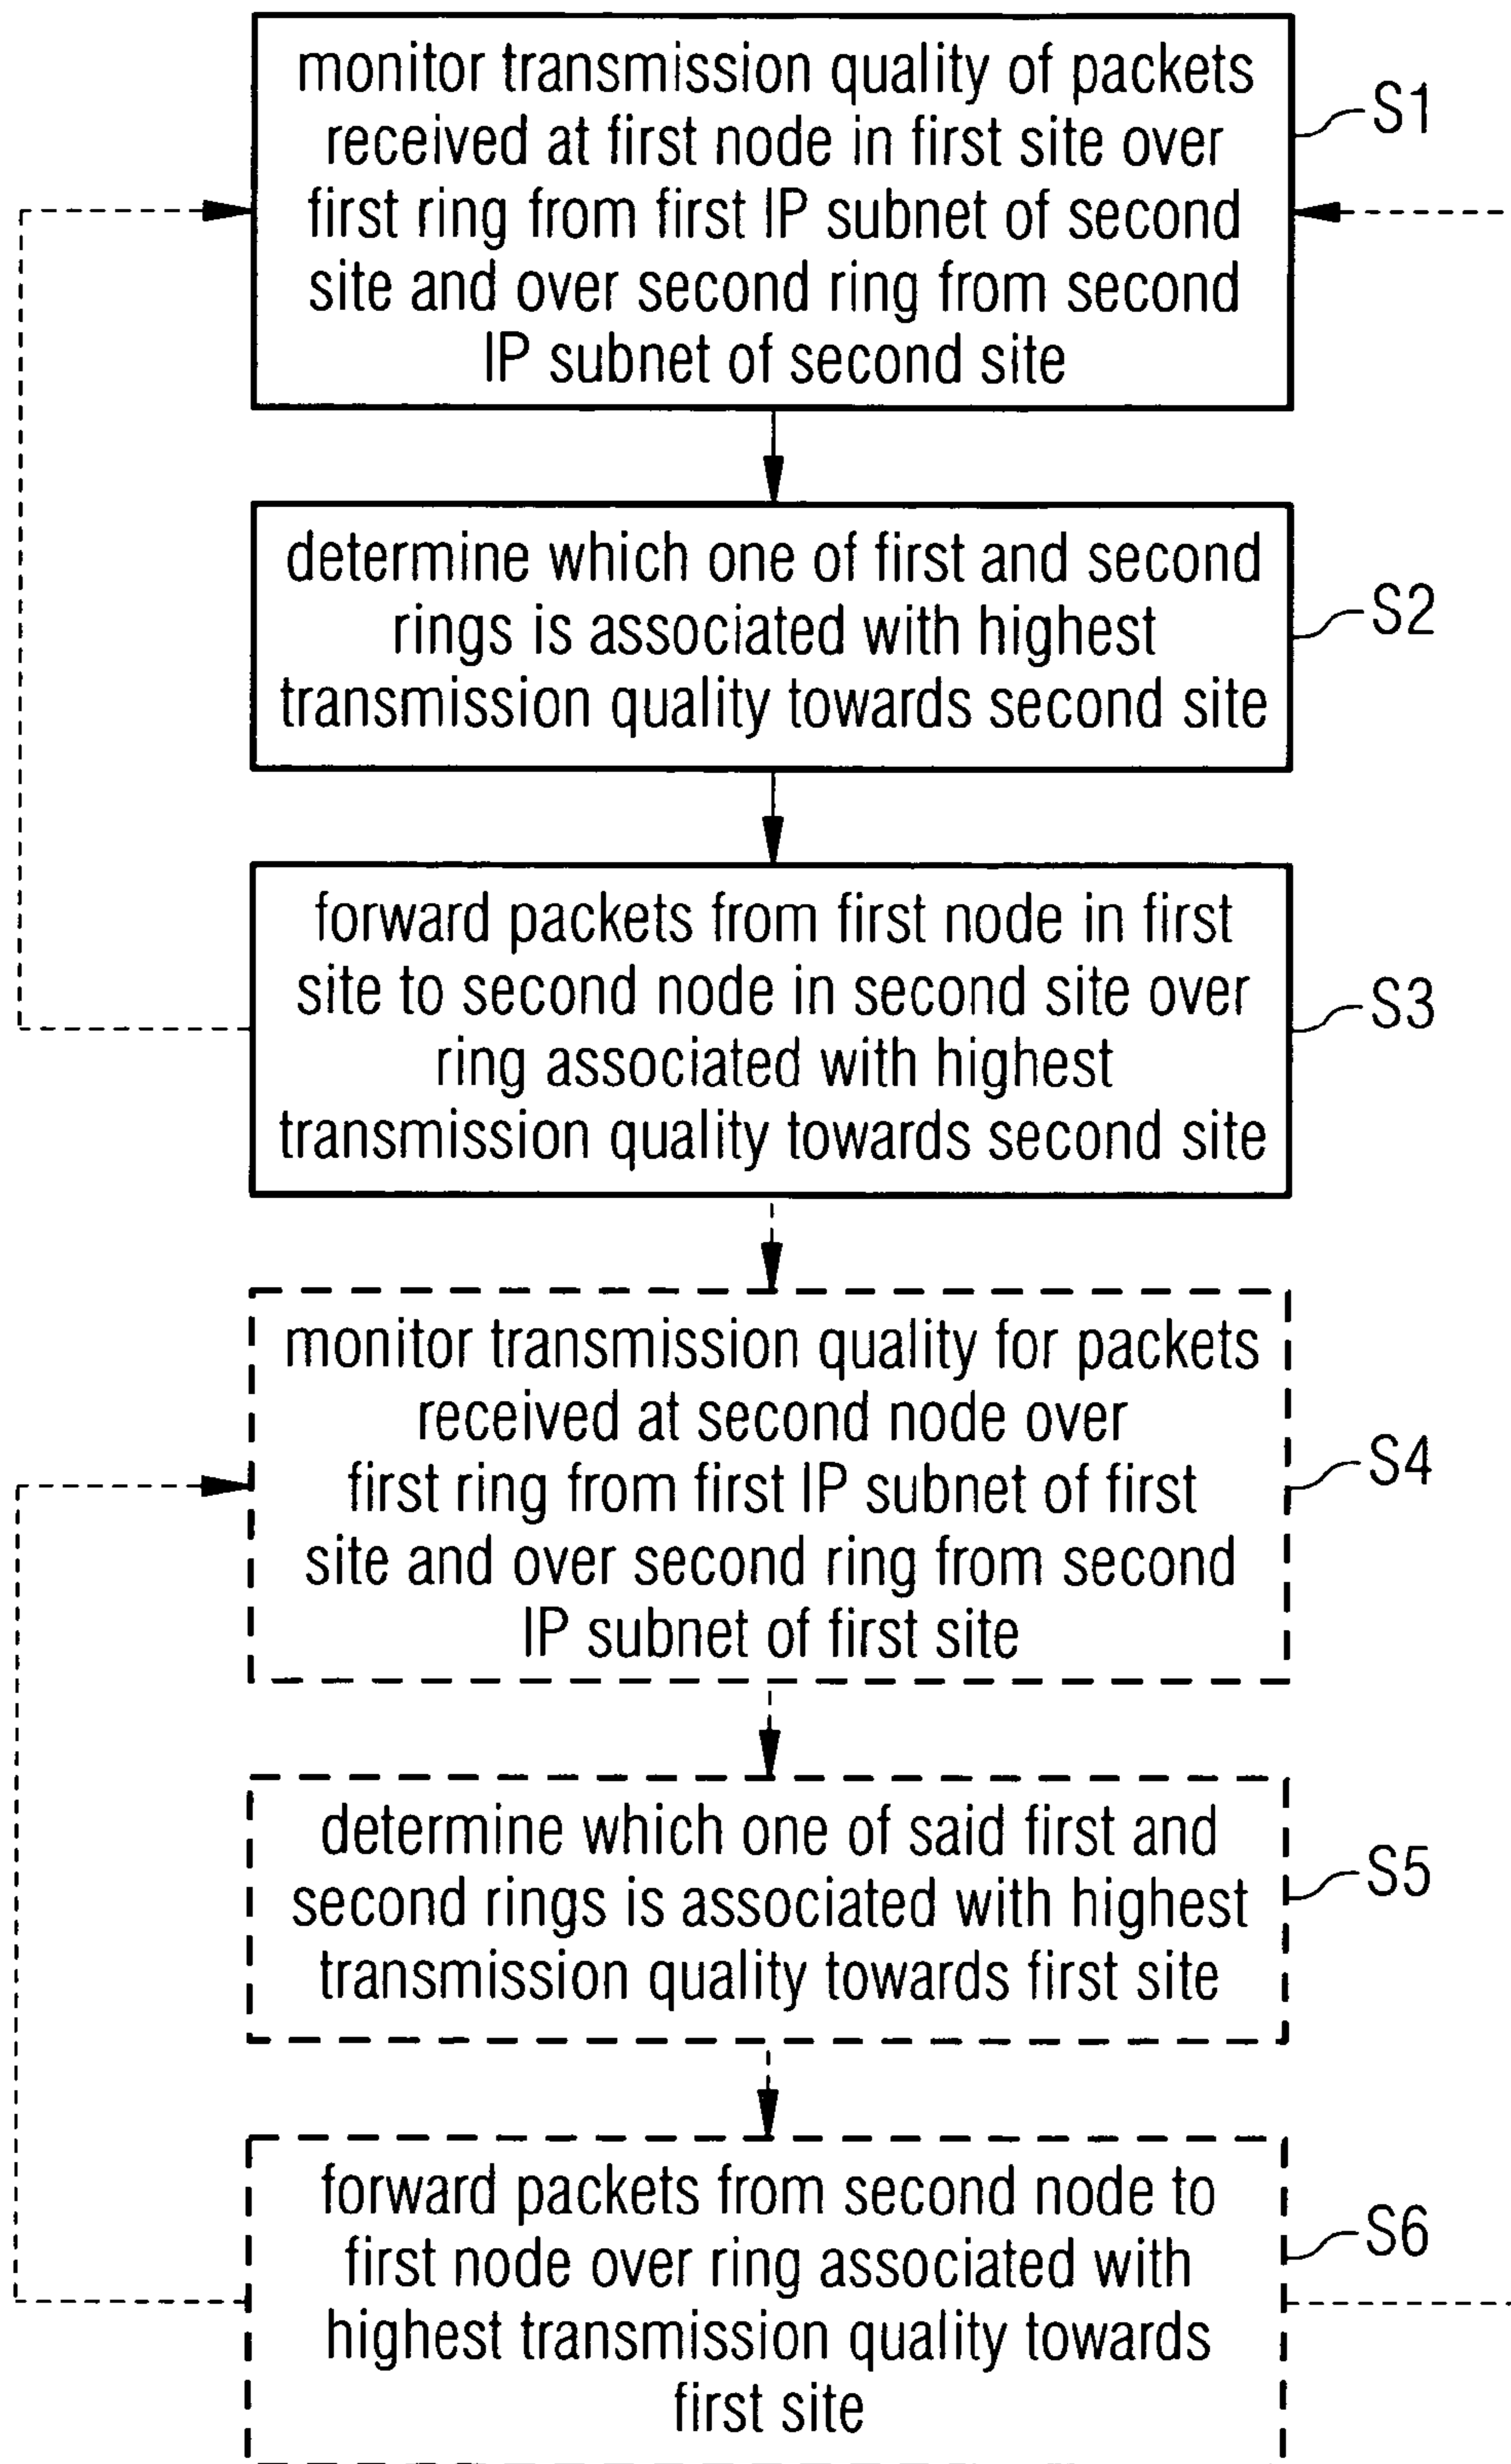 monitor transmission quality of packets
received at first node in first site over
first ring from first IP subnet of second
site and over second ring from second
IP subnet of second site
S1
determine which one of first and second
rings is associated with highest
transmission quality towards second site
S2
forward packets from first node in first
site to second node in second site over
ring associated with highest
transmission quality towards second site
S3
monitor transmission quality for packets
received at second node over
first ring from first IP subnet of first
site and over second ring from second
IP subnet of first site
S4
determine which one of said first and
second rings is associated with highest
transmission quality towards first site
S5
forward packets from second node to
first node over ring associated with
highest transmission quality towards
first site
S6